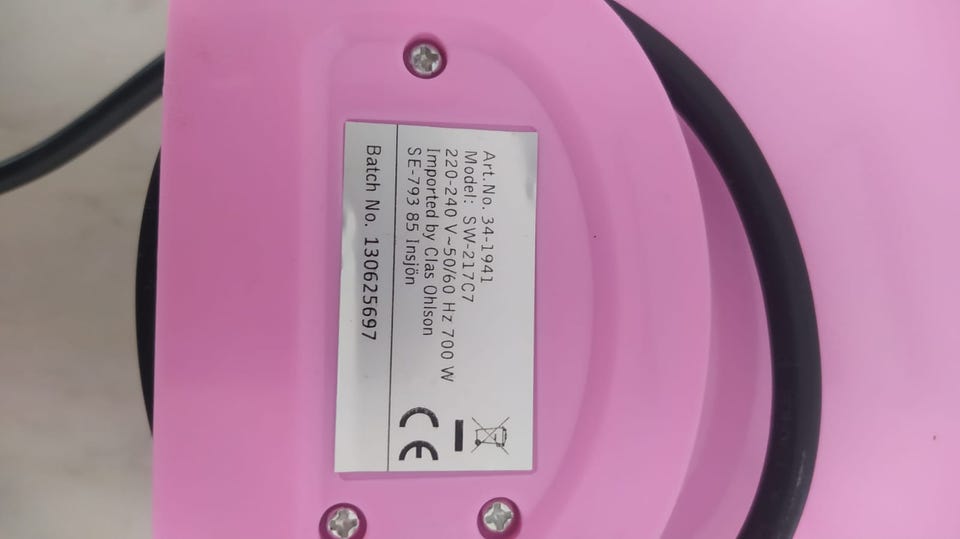 Art.No. 34-1941
Model: SW-217C7
220-240 V~50/60 Hz 700 W
Imported by Clas Ohlson
SE-793 85 Insjön
CE
Batch No. 130625697